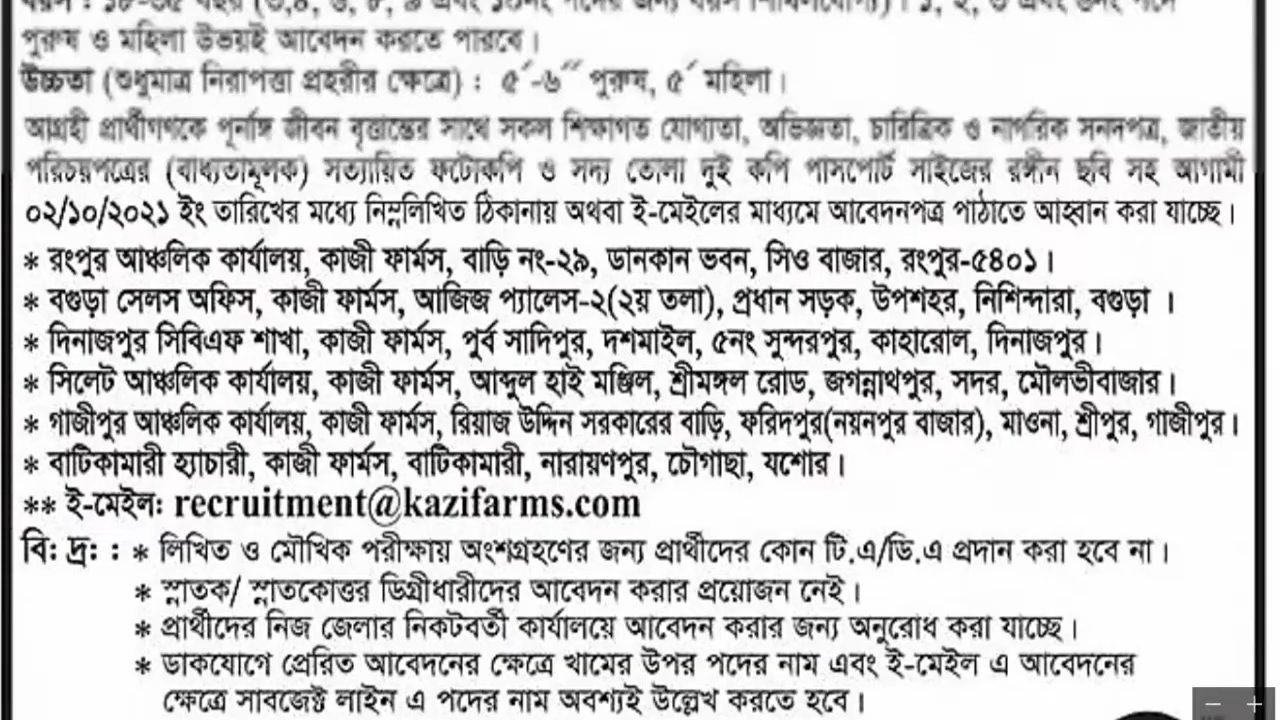 পুরুষ ও মহিলা উভয়ই আবেদন করতে পারবে।
উচ্চতা (শুধুমাত্র নিরাপত্তা প্রহরীর ক্ষেত্রে) : ৫´-৬´´ পুরুষ, ৫´ মহিলা।
আগ্রহী প্রার্থীগণকে পূর্নাঙ্গ জীবন বৃত্তান্তের সাথে সকল শিক্ষাগত যোগ্যতা, অভিজ্ঞতা, চারিত্রিক ও নাগরিক সনদপত্র, জাতীয়
পরিচয়পত্রের (বাধ্যতামূলক) সত্যায়িত ফটোকপি ও সদ্য তোলা দুই কপি পাসপোর্ট সাইজের রঙ্গীন ছবি সহ আগামী
০২/১০/২০২১ ইং তারিখের মধ্যে নিম্নলিখিত ঠিকানায় অথবা ই-মেইলের মাধ্যমে আবেদনপত্র পাঠাতে আহ্বান করা যাচ্ছে।
* রংপুর আঞ্চলিক কার্যালয়, কাজী ফার্মস, বাড়ি নং-২৯, ডানকান ভবন, সিও বাজার, রংপুর-৫৪০১।
* বগুড়া সেলস অফিস, কাজী ফার্মস, আজিজ প্যালেস-২(২য় তলা), প্রধান সড়ক, উপশহর, নিশিন্দারা, বগুড়া ।
* দিনাজপুর সিবিএফ শাখা, কাজী ফার্মস, পুর্ব সাদিপুর, দশমাইল, ৫নং সুন্দরপুর, কাহারোল, দিনাজপুর।
* সিলেট আঞ্চলিক কার্যালয়, কাজী ফার্মস, আব্দুল হাই মঞ্জিল, শ্রীমঙ্গল রোড, জগন্নাথপুর, সদর, মৌলভীবাজার।
* গাজীপুর আঞ্চলিক কার্যালয়, কাজী ফার্মস, রিয়াজ উদ্দিন সরকারের বাড়ি, ফরিদপুর(নয়নপুর বাজার), মাওনা, শ্রীপুর, গাজীপুর।
* বাটিকামারী হ্যাচারী, কাজী ফার্মস, বাটিকামারী, নারায়ণপুর, চৌগাছা, যশোর।
** ই-মেইলঃ recruitment@kazifarms.com
বি: দ্র: : * লিখিত ও মৌখিক পরীক্ষায় অংশগ্রহণের জন্য প্রার্থীদের কোন টি.এ/ডি.এ প্রদান করা হবে না।
* স্নাতক/ স্নাতকোত্তর ডিগ্রীধারীদের আবেদন করার প্রয়োজন নেই।
* প্রার্থীদের নিজ জেলার নিকটবর্তী কার্যালয়ে আবেদন করার জন্য অনুরোধ করা যাচ্ছে।
* ডাকযোগে প্রেরিত আবেদনের ক্ষেত্রে খামের উপর পদের নাম এবং ই-মেইল এ আবেদনের
ক্ষেত্রে সাবজেক্ট লাইন এ পদের নাম অবশ্যই উল্লেখ করতে হবে।